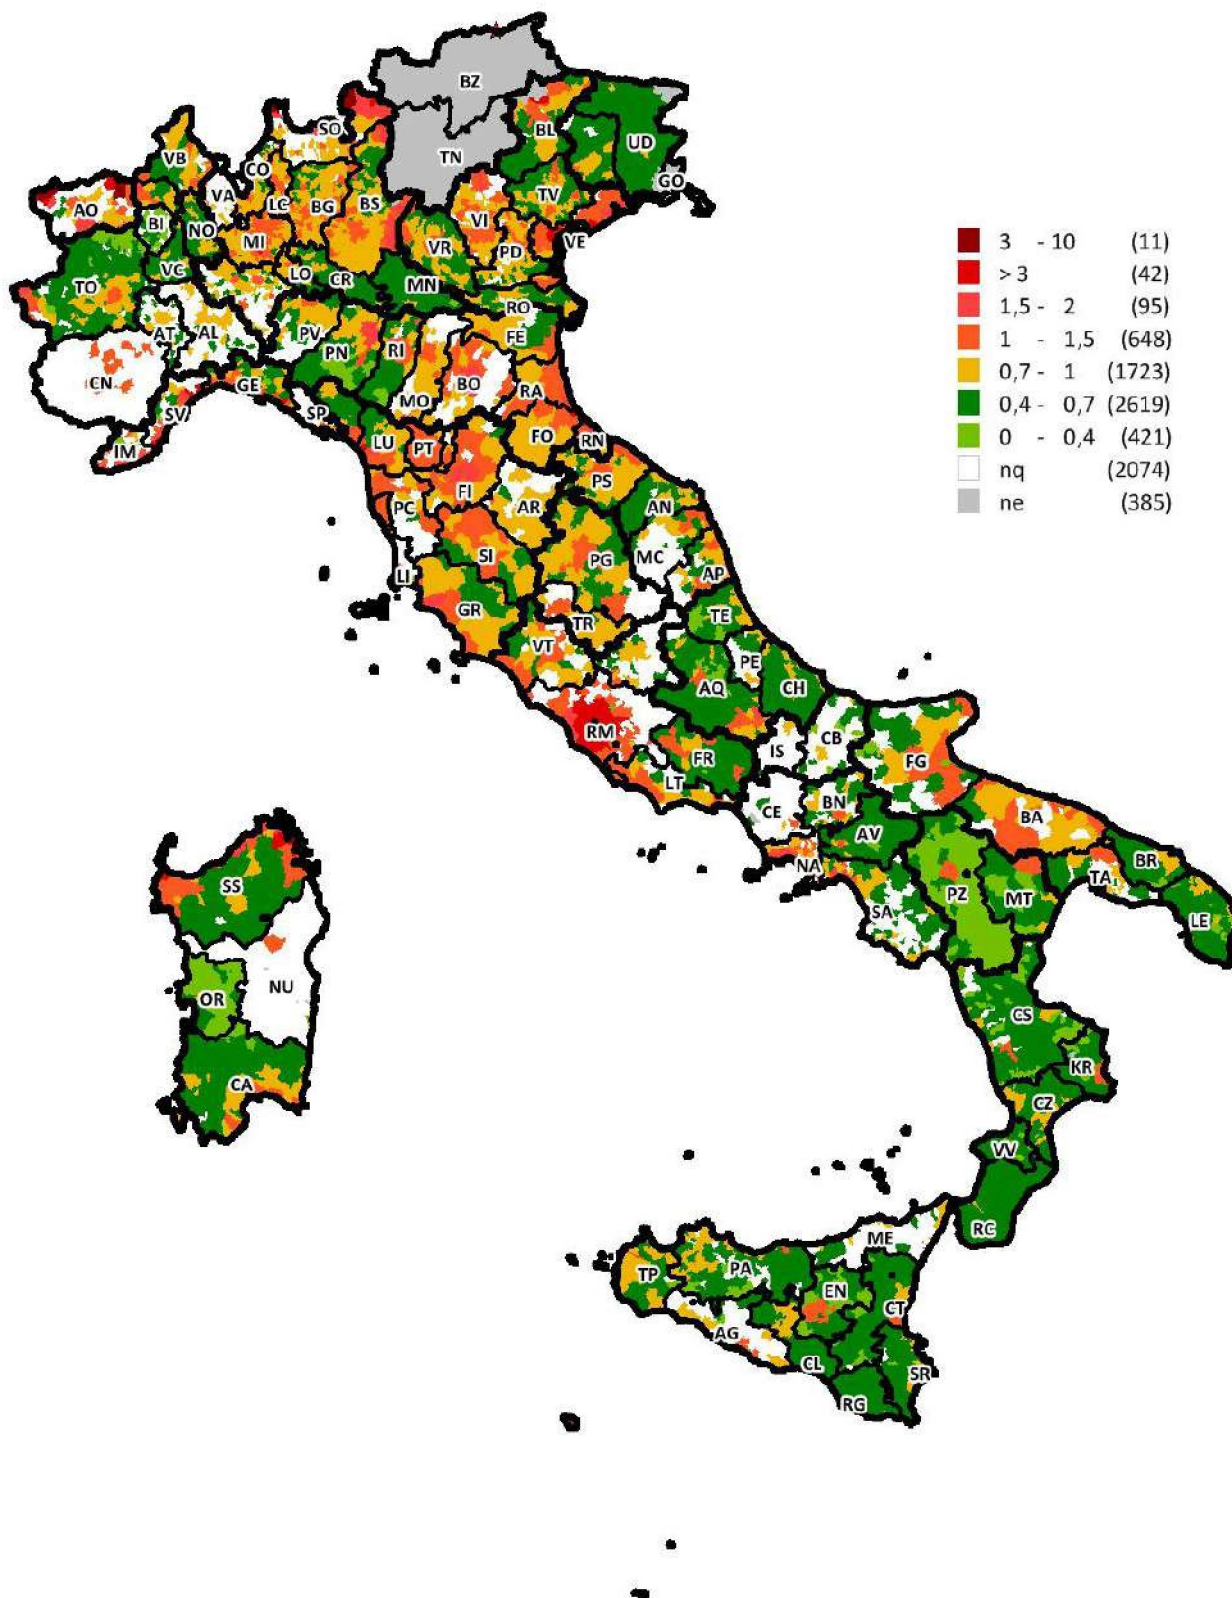 BZ
SO
BL
UD
VB
TN
CO
GO
VA
TV
AO
LC
BG
BS
BI
VI
NO
MI
VR
PD
VE
3 - 10 (11)
> 3 (42)
1,5 - 2 (95)
1 - 1,5 (648)
0,7 - 1 (1723)
0,4 - 0,7 (2619)
0 - 0,4 (421)
nq (2074)
ne (385)
VC
LO
CR
MN
TO
RO
AT
AL
PV
FE
PN
RI
CN
GE
BO
RA
MO
SV
SP
IM
LU
PT
FO
RN
FI
PS
PC
AR
AN
SI
PG
MC
LI
AP
GR
TR
TE
VT
PE
AQ
CH
RM
CB
IS
FR
FG
LT
CE
BN
BA
AV
NA
BR
SS
PZ
MT
TA
SA
LE
NU
OR
CS
KR
CA
CZ
VV
RC
ME
TP
PA
EN
CT
AG
CL
SR
RG